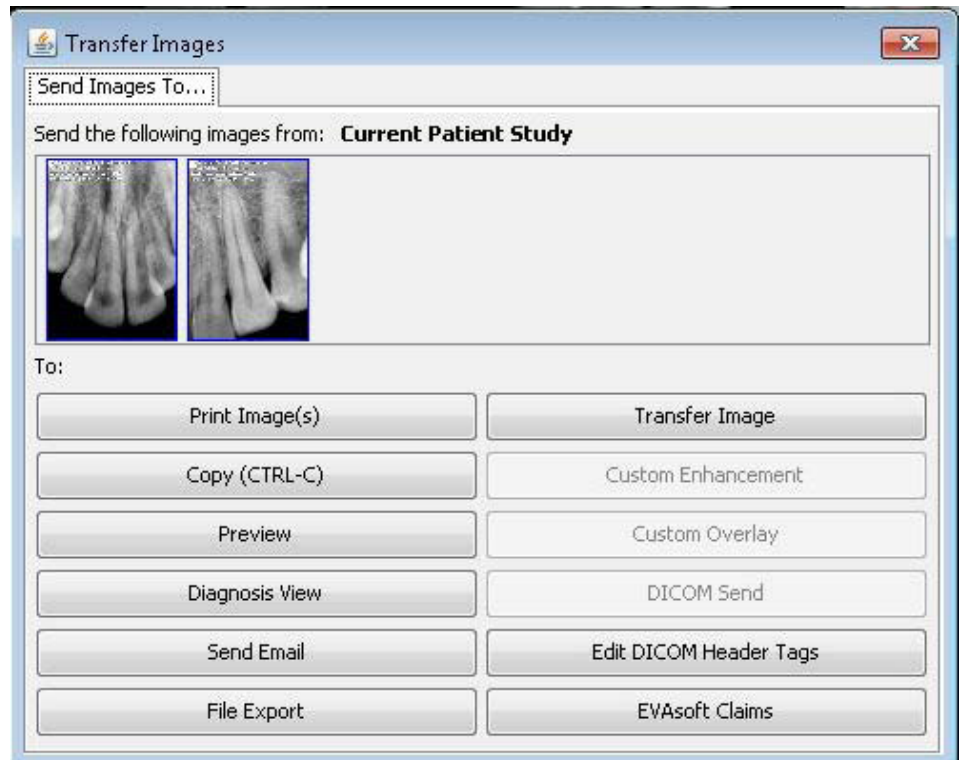 Transfer Images
Send Images To...
Send the following images from: Current Patient Study
To:
Print Image(s)
Transfer Image
Copy (CTRL-C)
Custom Enhancement
Preview
Custom Overlay
Diagnosis View
DICOM Send
Send Email
Edit DICOM Header Tags
File Export
EVAsoft Claims